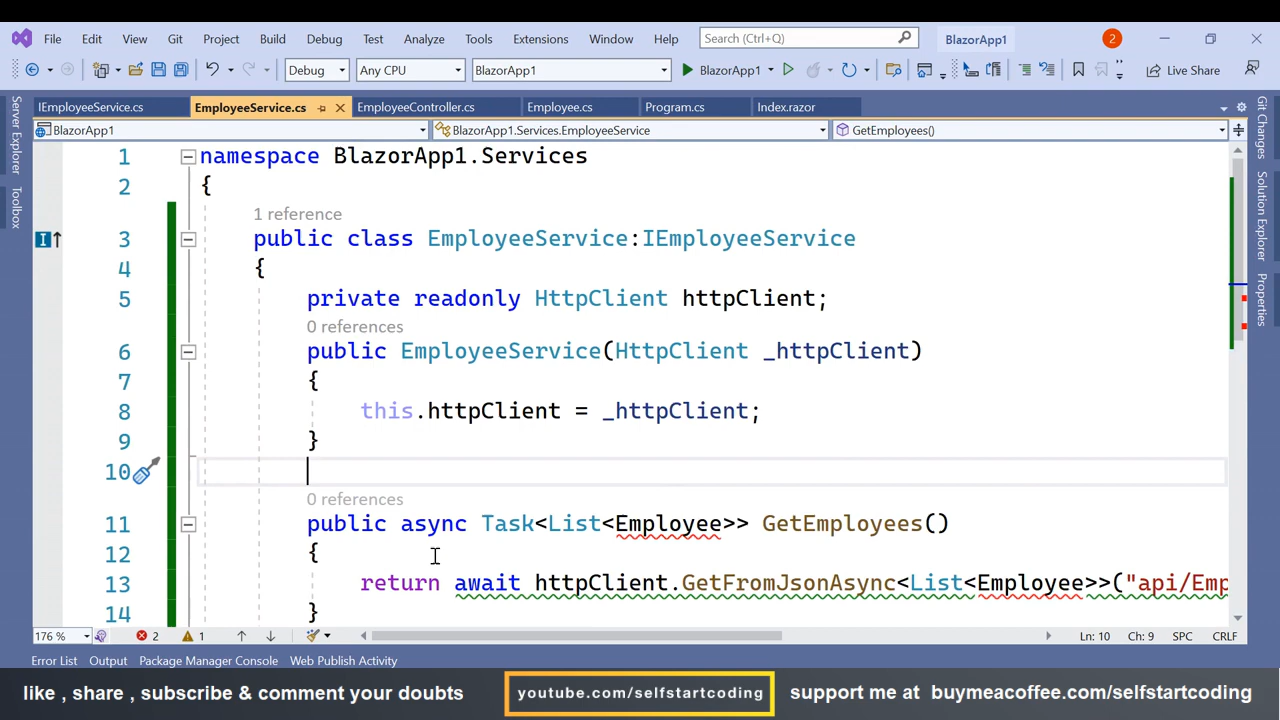 File Edit View Git Project Build Debug Test Analyze Tools Extensions Window Help Search (Ctrl+Q) BlazorApp1 2
Debug Any CPU BlazorApp1 BlazorApp1 Live Share
IEmployeeService.cs EmployeeService.cs EmployeeController.cs Employee.cs Program.cs Index.razor
BlazorApp1 BlazorApp1.Services.EmployeeService GetEmployees()
Server Explorer
Toolbox
1 namespace BlazorApp1.Services
2 {
1 reference
3 public class EmployeeService:IEmployeeService
4 {
5 private readonly HttpClient httpClient;
0 references
6 public EmployeeService(HttpClient _httpClient)
7 {
8 this.httpClient = _httpClient;
9 }
10
0 references
11 public async Task<List<Employee>> GetEmployees()
12 {
13 return await httpClient.GetFromJsonAsync<List<Employee>>("api/Emp
14 }
Git Changes
Solution Explorer
Properties
176 % 2 1 Ln: 10 Ch: 9 SPC CRLF
Error List Output Package Manager Console Web Publish Activity
like , share , subscribe & comment your doubts youtube.com/selfstartcoding support me at buymeacoffee.com/selfstartcoding